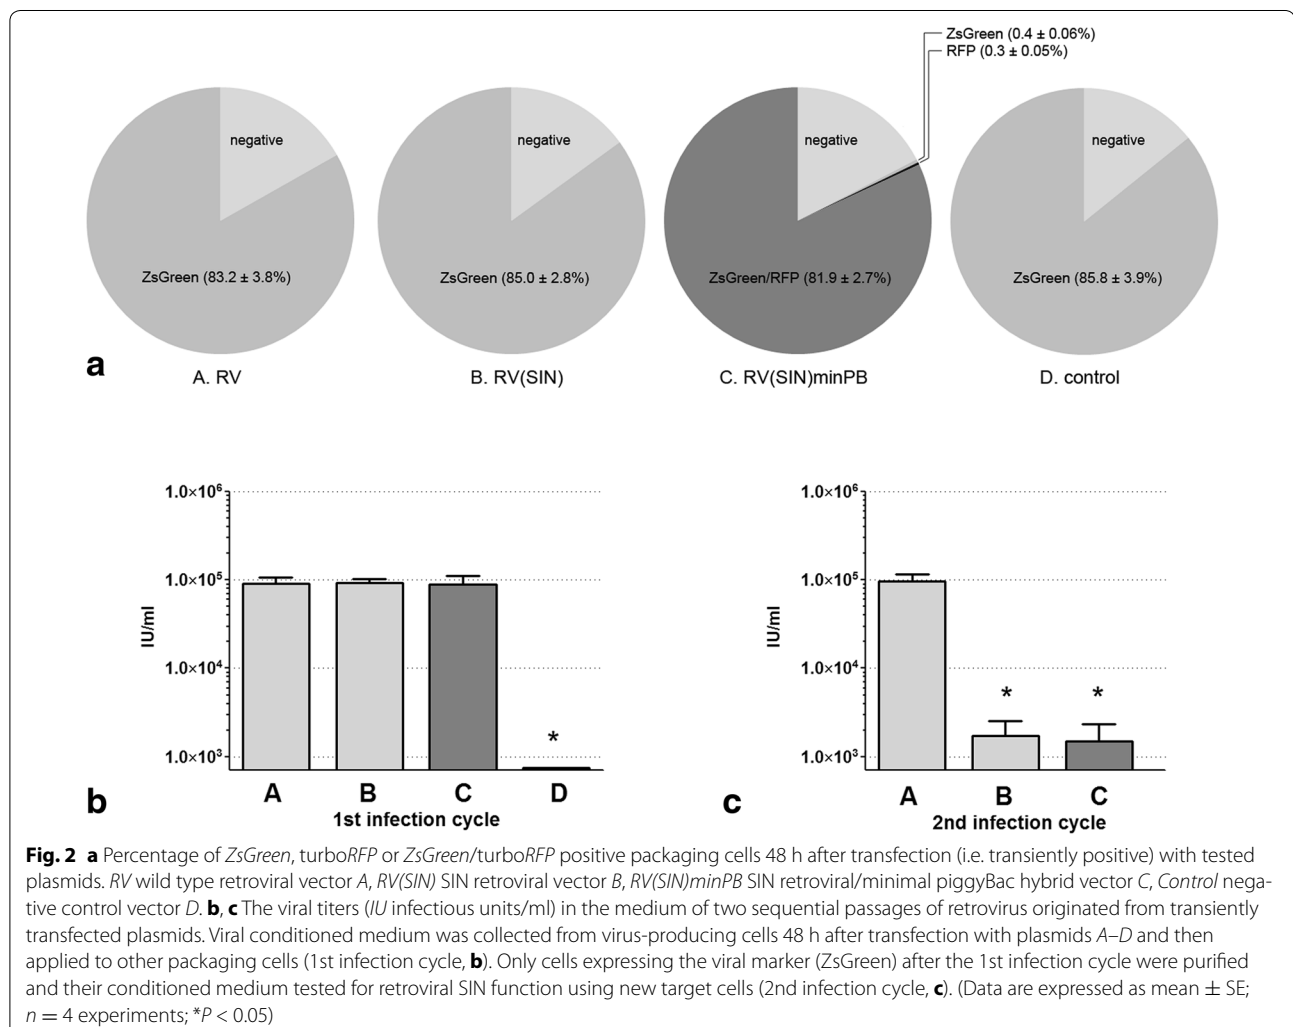 ZsGreen (0.4 ± 0.06%)
RFP (0.3 ± 0.05%)
negative
negative
negative
negative
ZsGreen (83.2 ± 3.8%)
ZsGreen (85.0 ± 2.8%)
ZsGreen/RFP (81.9 ± 2.7%)
ZsGreen (85.8 ± 3.9%)
a
A. RV
B. RV(SIN)
C. RV(SIN)minPB
D. control
1.0×10⁶
1.0×10⁵
1.0×10⁴
1.0×10³
IU/ml
*
A B C D
b
1st infection cycle
1.0×10⁶
1.0×10⁵
1.0×10⁴
1.0×10³
IU/ml
* *
A B C
c
2nd infection cycle
Fig. 2 a Percentage of ZsGreen, turboRFP or ZsGreen/turboRFP positive packaging cells 48 h after transfection (i.e. transiently positive) with tested
plasmids. RV wild type retroviral vector A, RV(SIN) SIN retroviral vector B, RV(SIN)minPB SIN retroviral/minimal piggyBac hybrid vector C, Control nega-
tive control vector D. b, c The viral titers (IU infectious units/ml) in the medium of two sequential passages of retrovirus originated from transiently
transfected plasmids. Viral conditioned medium was collected from virus-producing cells 48 h after transfection with plasmids A–D and then
applied to other packaging cells (1st infection cycle, b). Only cells expressing the viral marker (ZsGreen) after the 1st infection cycle were purified
and their conditioned medium tested for retroviral SIN function using new target cells (2nd infection cycle, c). (Data are expressed as mean ± SE;
n = 4 experiments; *P < 0.05)